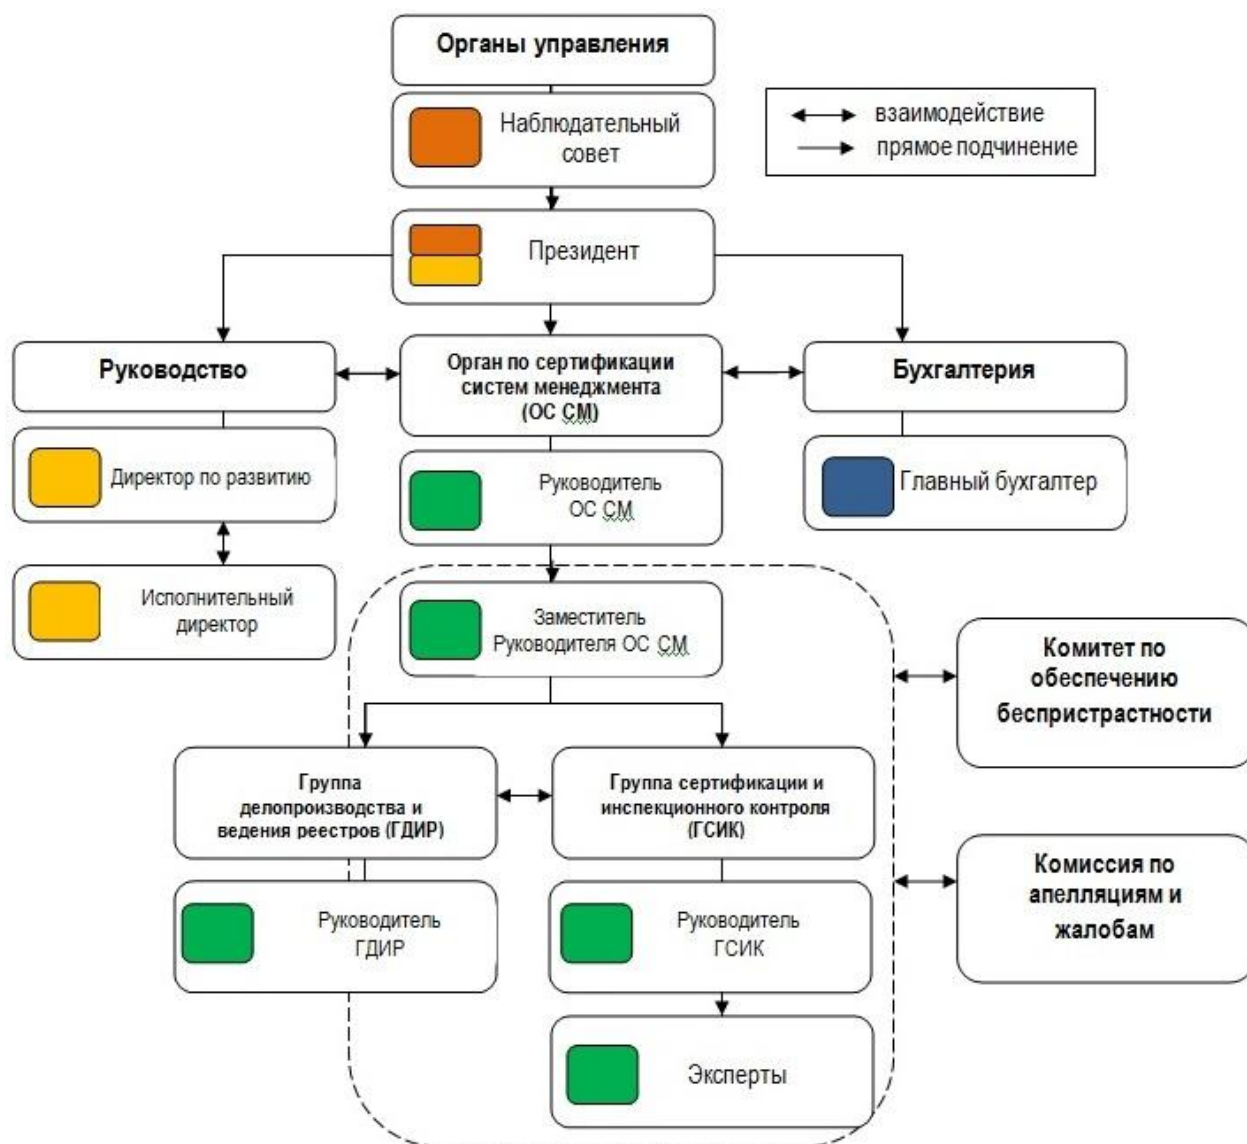 Органы управления
Наблюдательный
совет
взаимодействие
прямое подчинение
Президент
Руководство
Орган по сертификации
систем менеджмента
(ОС СМ)
Бухгалтерия
Директор по развитию
Руководитель
ОС СМ
Главный бухгалтер
Исполнительный
директор
Заместитель
Руководителя ОС СМ
Комитет по
обеспечению
беспристрастности
Группа
делопроизводства и
ведения реестров (ГДИР)
Группа сертификации и
инспекционного контроля
(ГСИК)
Комиссия по
апелляциям и
жалобам
Руководитель
ГДИР
Руководитель
ГСИК
Эксперты